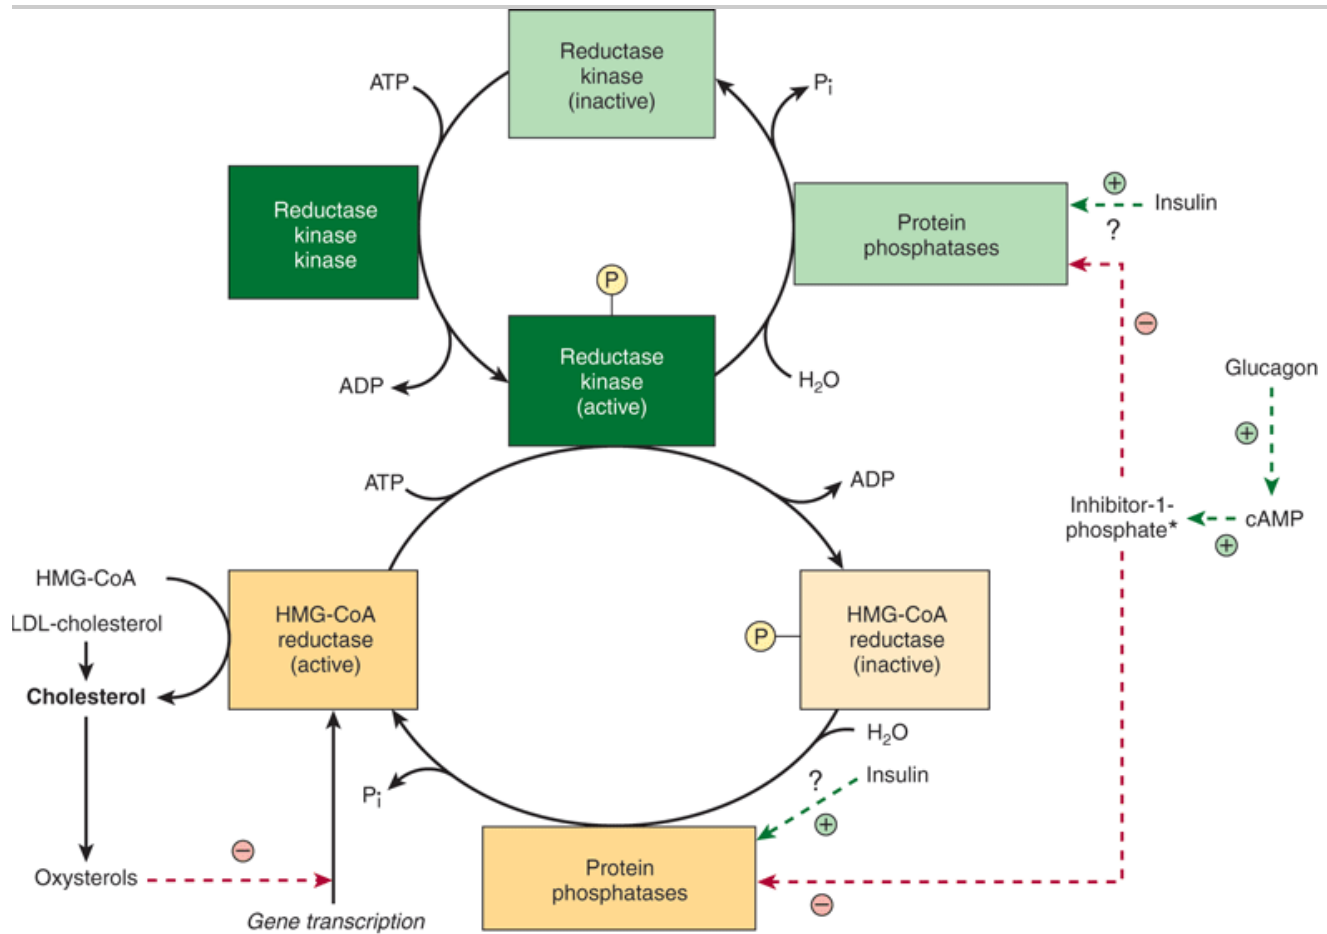 Reductase
kinase
(inactive)
ATP
Pi
Reductase
kinase
kinase
Protein
phosphatases
+
Insulin
?
P
−
Reductase
kinase
(active)
ADP
H2O
Glucagon
+
ATP
ADP
Inhibitor-1-
phosphate*
cAMP
+
HMG-CoA
LDL-cholesterol
Cholesterol
HMG-CoA
reductase
(active)
P
HMG-CoA
reductase
(inactive)
H2O
Insulin
?
+
Pi
Oxysterols
−
Gene transcription
Protein
phosphatases
−